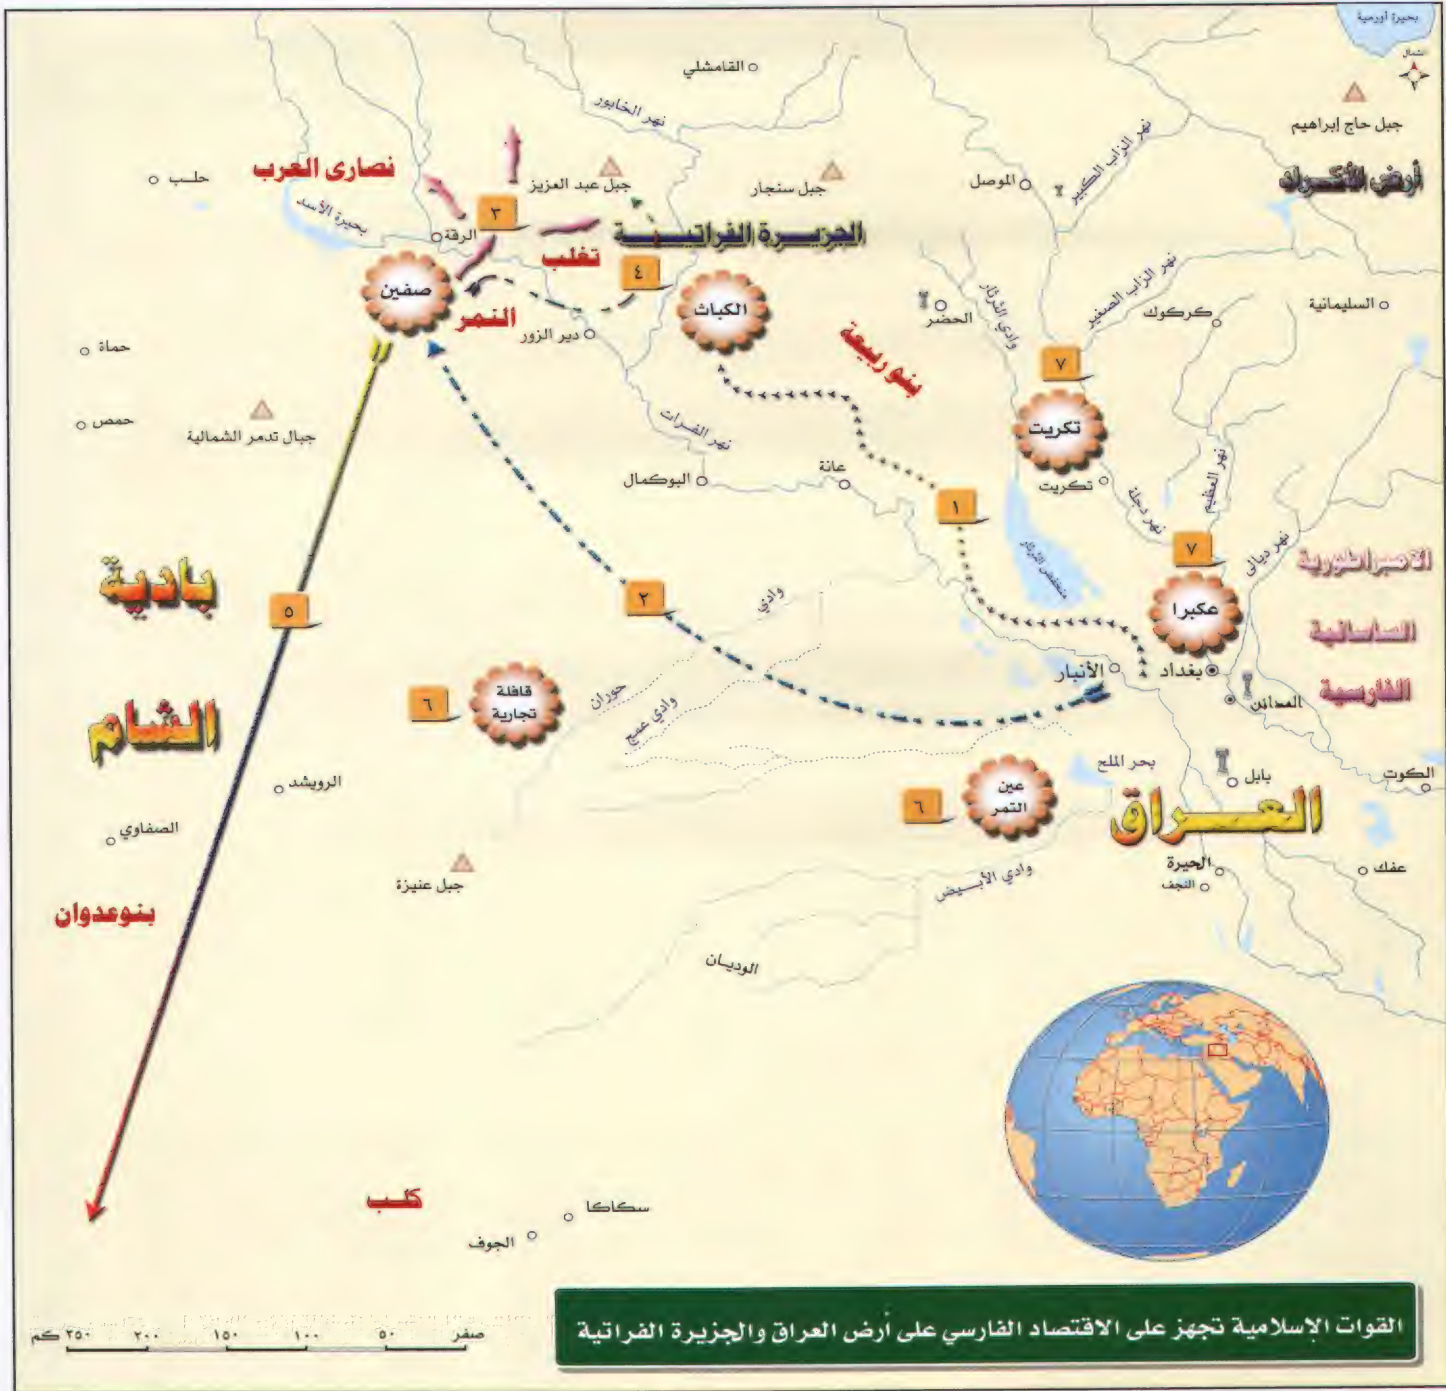 بحيرة أورمية
الشمال
القامشلي
نهر الخابور
جبل حاج إبراهيم
نهر الزاب الكبير
نصارى العرب
حلب
جبل عبد العزيز
جبل سنجار
الموصل
أرض الأتراك
بحيرة الأسد
الرقة
٣
الجزيرة الفراتية
تغلب
٤
صفين
النمر
الكباث
دير الزور
بنو ربيعة
الحضر
وادي الثرثار
نهر الزاب الصغير
كركوك
السليمانية
حماة
٧
حمص
جبال تدمر الشمالية
نهر الفرات
تكريت
البوكمال
عانة
تكريت
نهر العظيم
نهر دجلة
١
منخفض الثرثار
٧
نهر ديالى
الامبراطورية
الساسانية
الفارسية
عكبرا
بادية
الشام
٥
٢
وادي
حوران
وادي عمج
الأنبار
بغداد
المدائن
٦
قافلة
تجارية
بحر الملح
بابل
الكوت
الرويشد
الصفاوي
٦
عين
التمر
العراق
جبل عنيزة
وادي الأبيض
الحيرة
النجف
عفك
بنو عدوان
الوديان
كلب
سكاكا
الجوف
صفر ٥٠ ١٠٠ ١٥٠ ٢٠٠ ٢٥٠ كم
القوات الإسلامية تجهز على الاقتصاد الفارسي على أرض العراق والجزيرة الفراتية